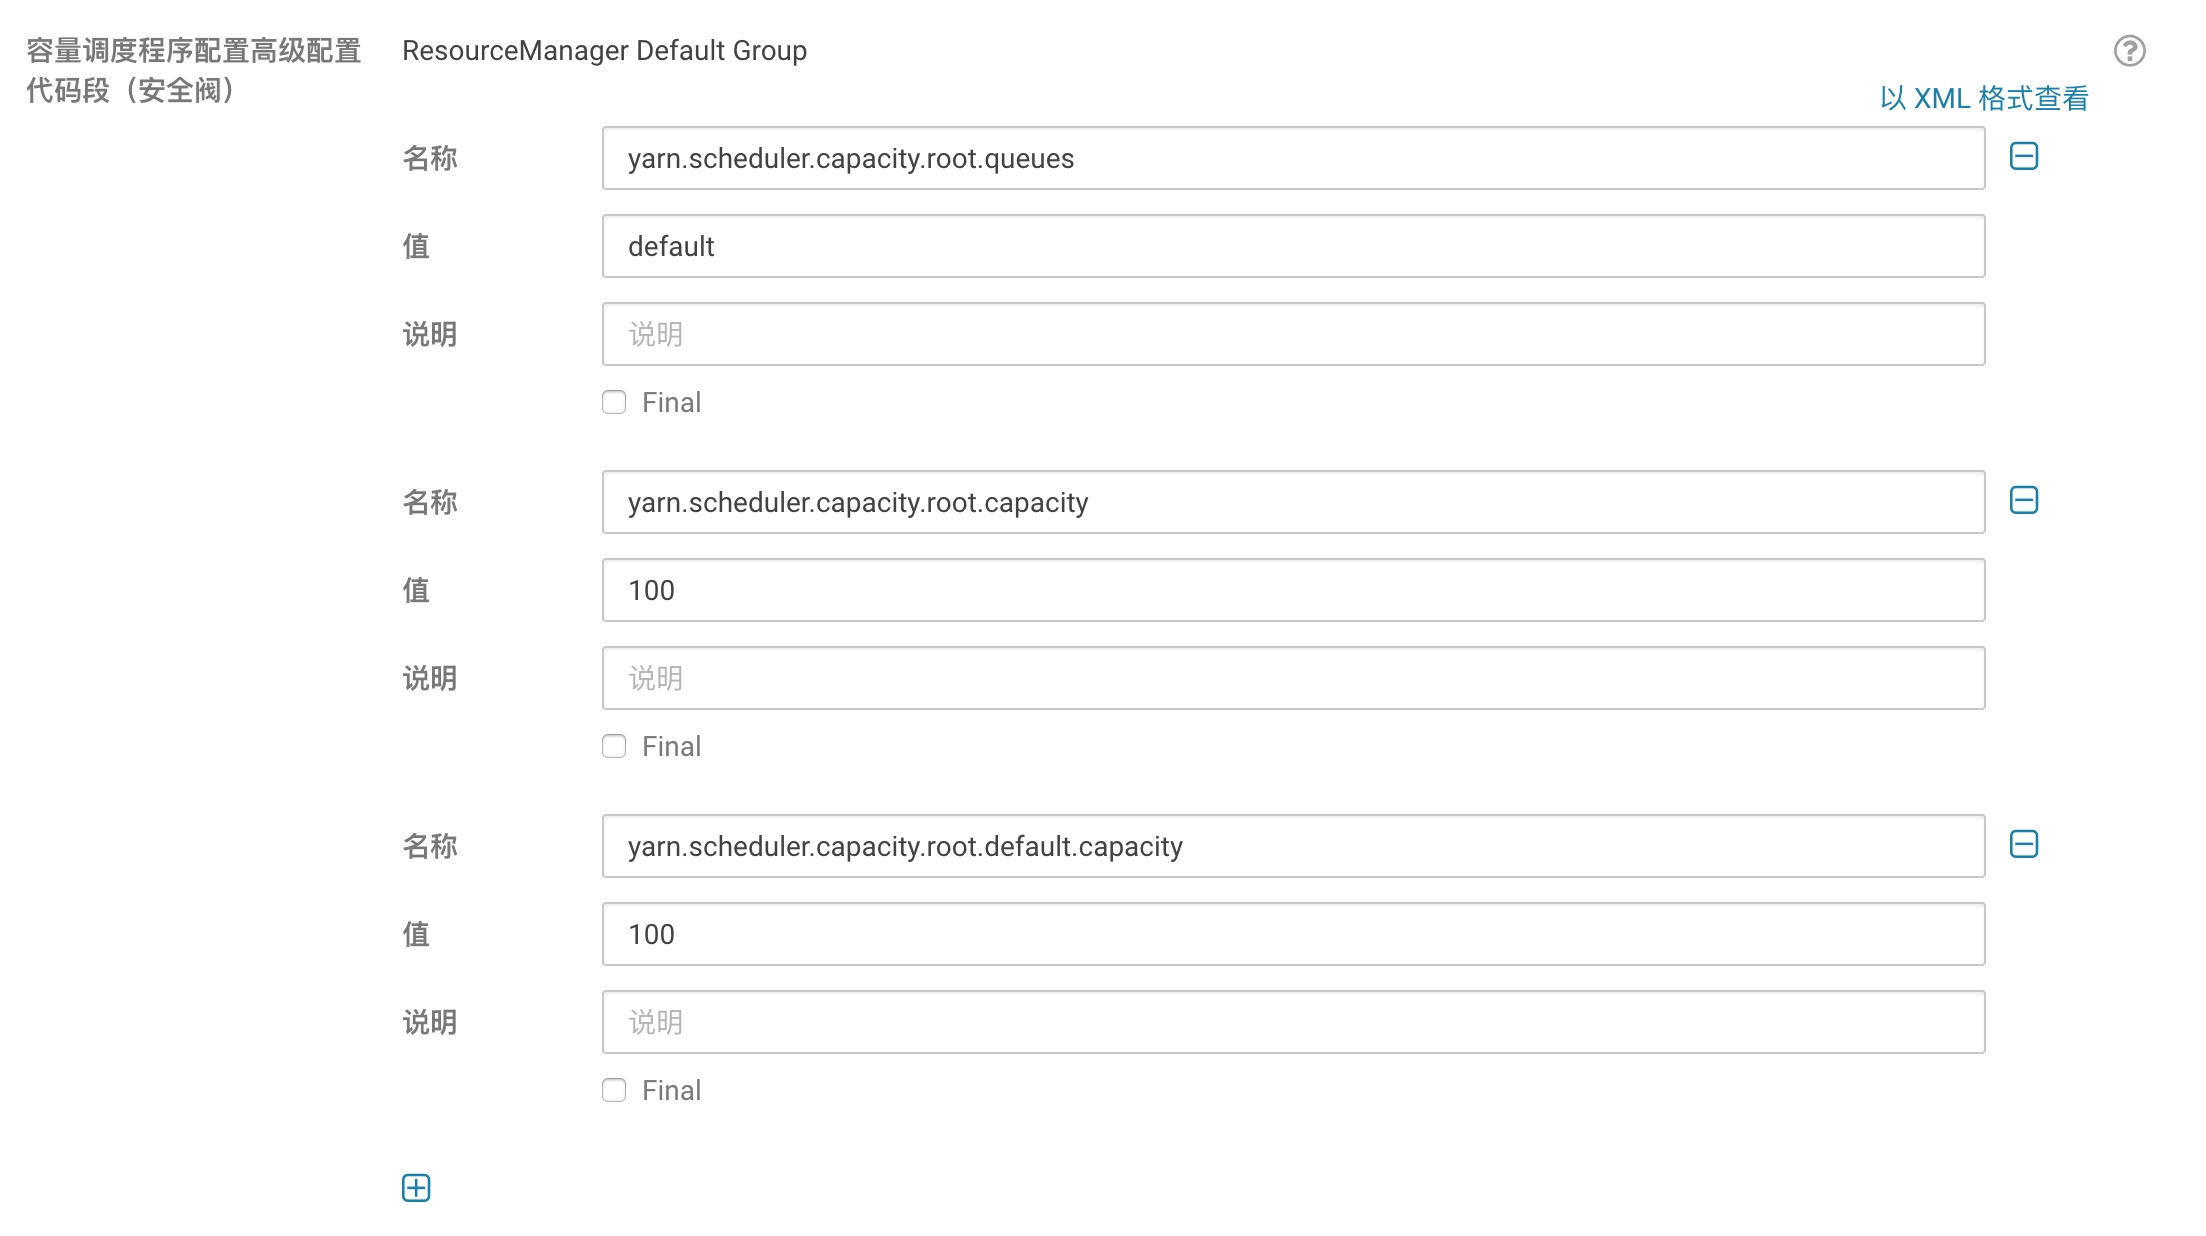 容量调度程序配置高级配置
代码段（安全阀）
ResourceManager Default Group
以 XML 格式查看
名称
yarn.scheduler.capacity.root.queues
值
default
说明
说明
Final
名称
yarn.scheduler.capacity.root.capacity
值
100
说明
说明
Final
名称
yarn.scheduler.capacity.root.default.capacity
值
100
说明
说明
Final